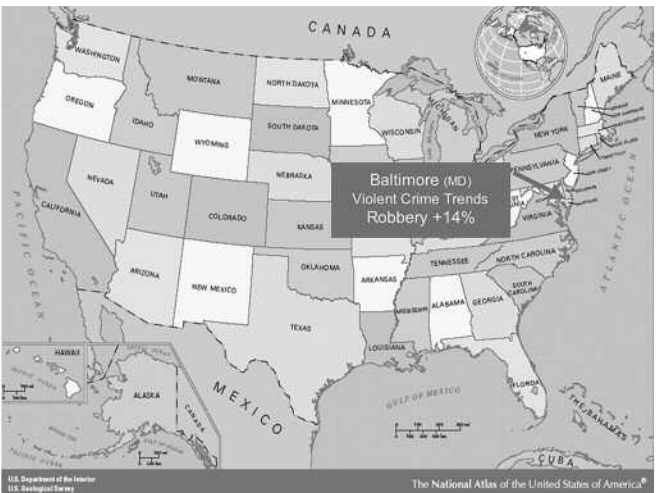 CANADA
WASHINGTON
MONTANA
NORTH DAKOTA
MINNESOTA
MAINE
OREGON
IDAHO
SOUTH DAKOTA
WISCONSIN
NEW YORK
WYOMING
NEBRASKA
PENNSYLVANIA
Baltimore (MD)
Violent Crime Trends
Robbery +14%
NEVADA
UTAH
COLORADO
KANSAS
VIRGINIA
CALIFORNIA
PACIFIC OCEAN
ATLANTIC OCEAN
ARIZONA
NEW MEXICO
OKLAHOMA
ARKANSAS
TENNESSEE
NORTH CAROLINA
SOUTH
CAROLINA
TEXAS
MISSISSIPPI
ALABAMA
GEORGIA
LOUISIANA
FLORIDA
HAWAII
ALASKA
CANADA
MEXICO
GULF OF MEXICO
THE BAHAMAS
CUBA
U.S. Department of the Interior
U.S. Geological Survey
The National Atlas of the United States of America®